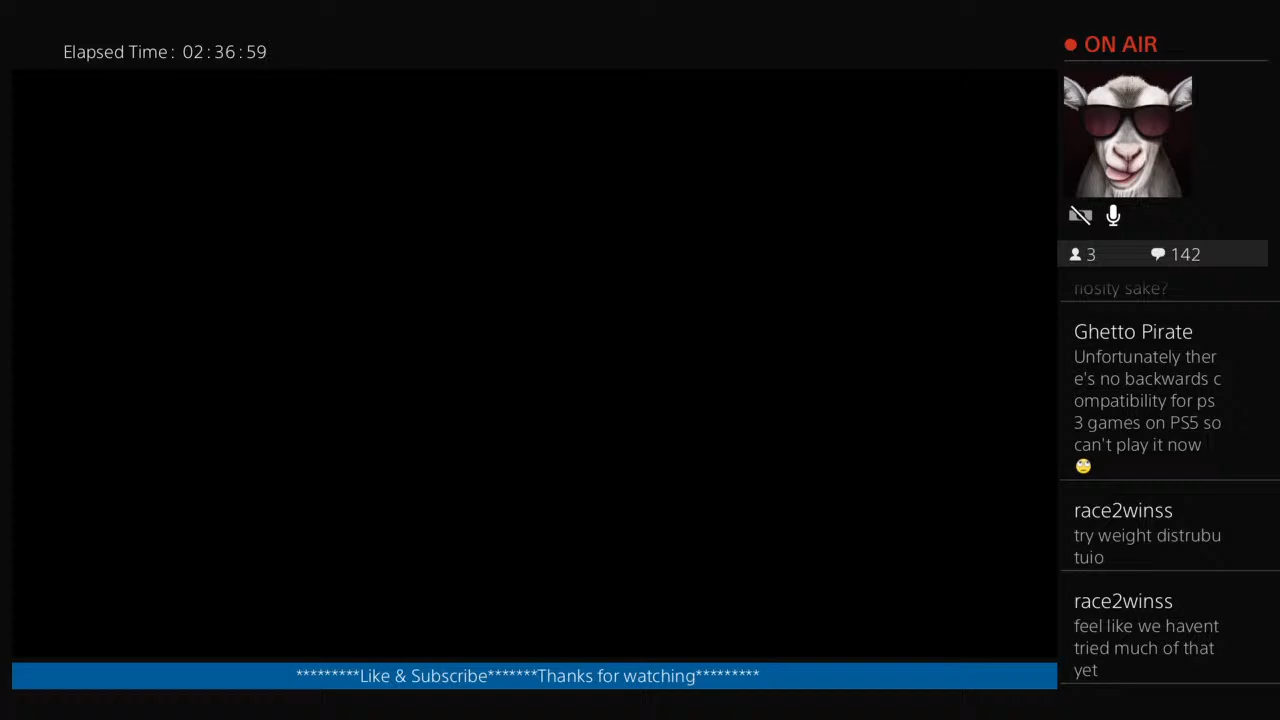 Elapsed Time: 02:36:59
ON AIR
3 142
nosity sake?
Ghetto Pirate
Unfortunately ther
e's no backwards c
ompatibility for ps
3 games on PS5 so
can't play it now
🙄
race2winss
try weight distrubu
tuio
race2winss
feel like we havent
tried much of that
yet
*********Like & Subscribe*******Thanks for watching*********